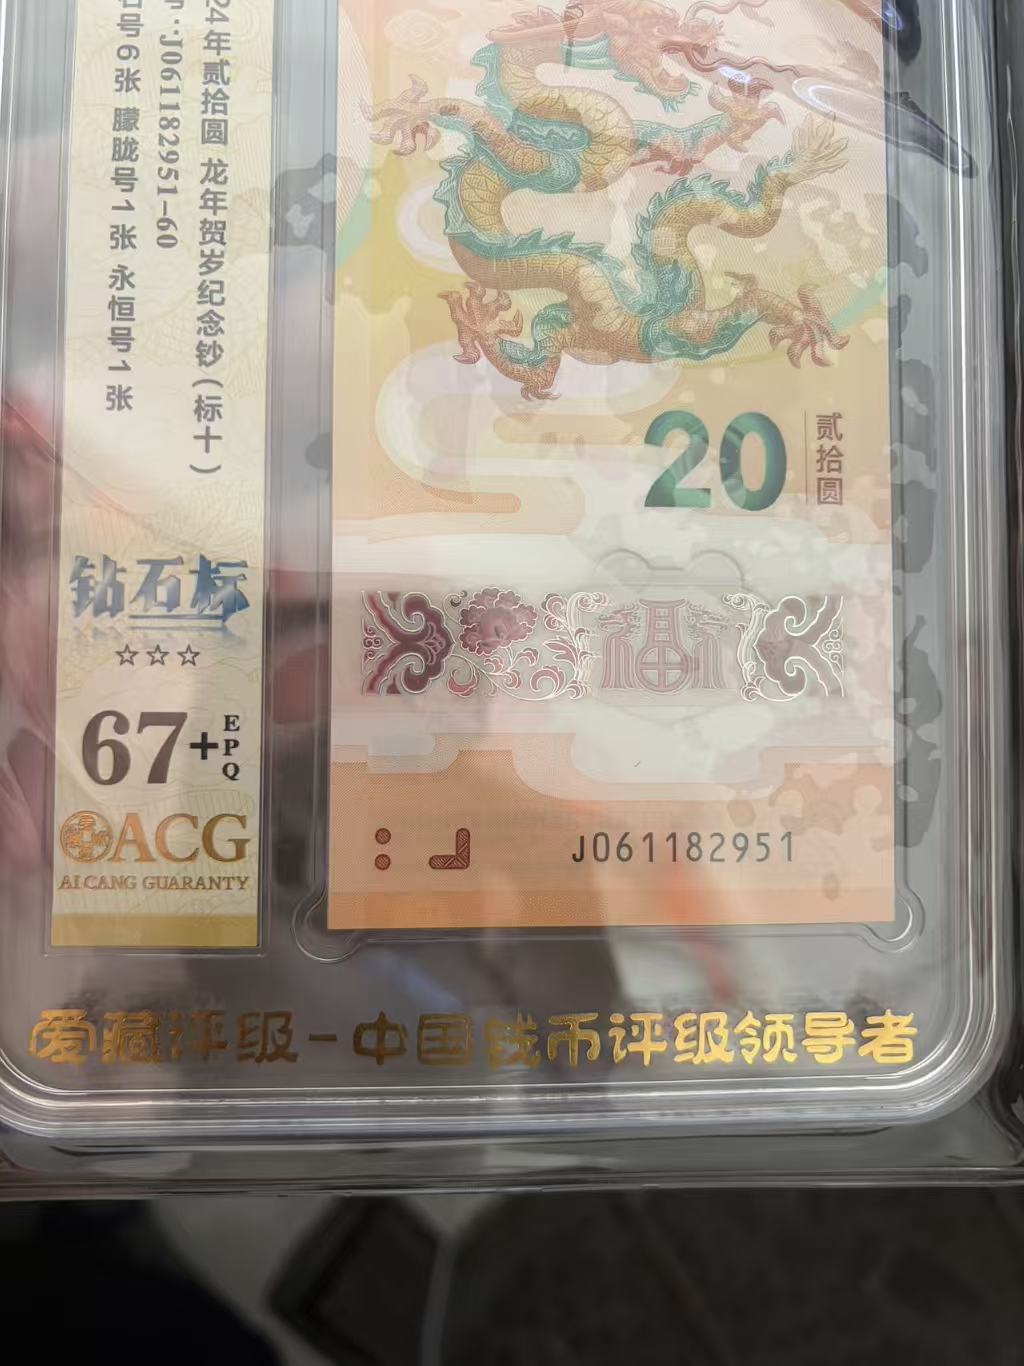 24年贰拾圆 龙年贺岁纪念钞(标十)
J061182951-60
号6张 朦胧号1张 永恒号1张
钻石标
☆☆☆
67+EPQ
ACG
AI CANG GUARANTY
20
贰拾圆
福
J061182951
爱藏评级-中国钱币评级领导者